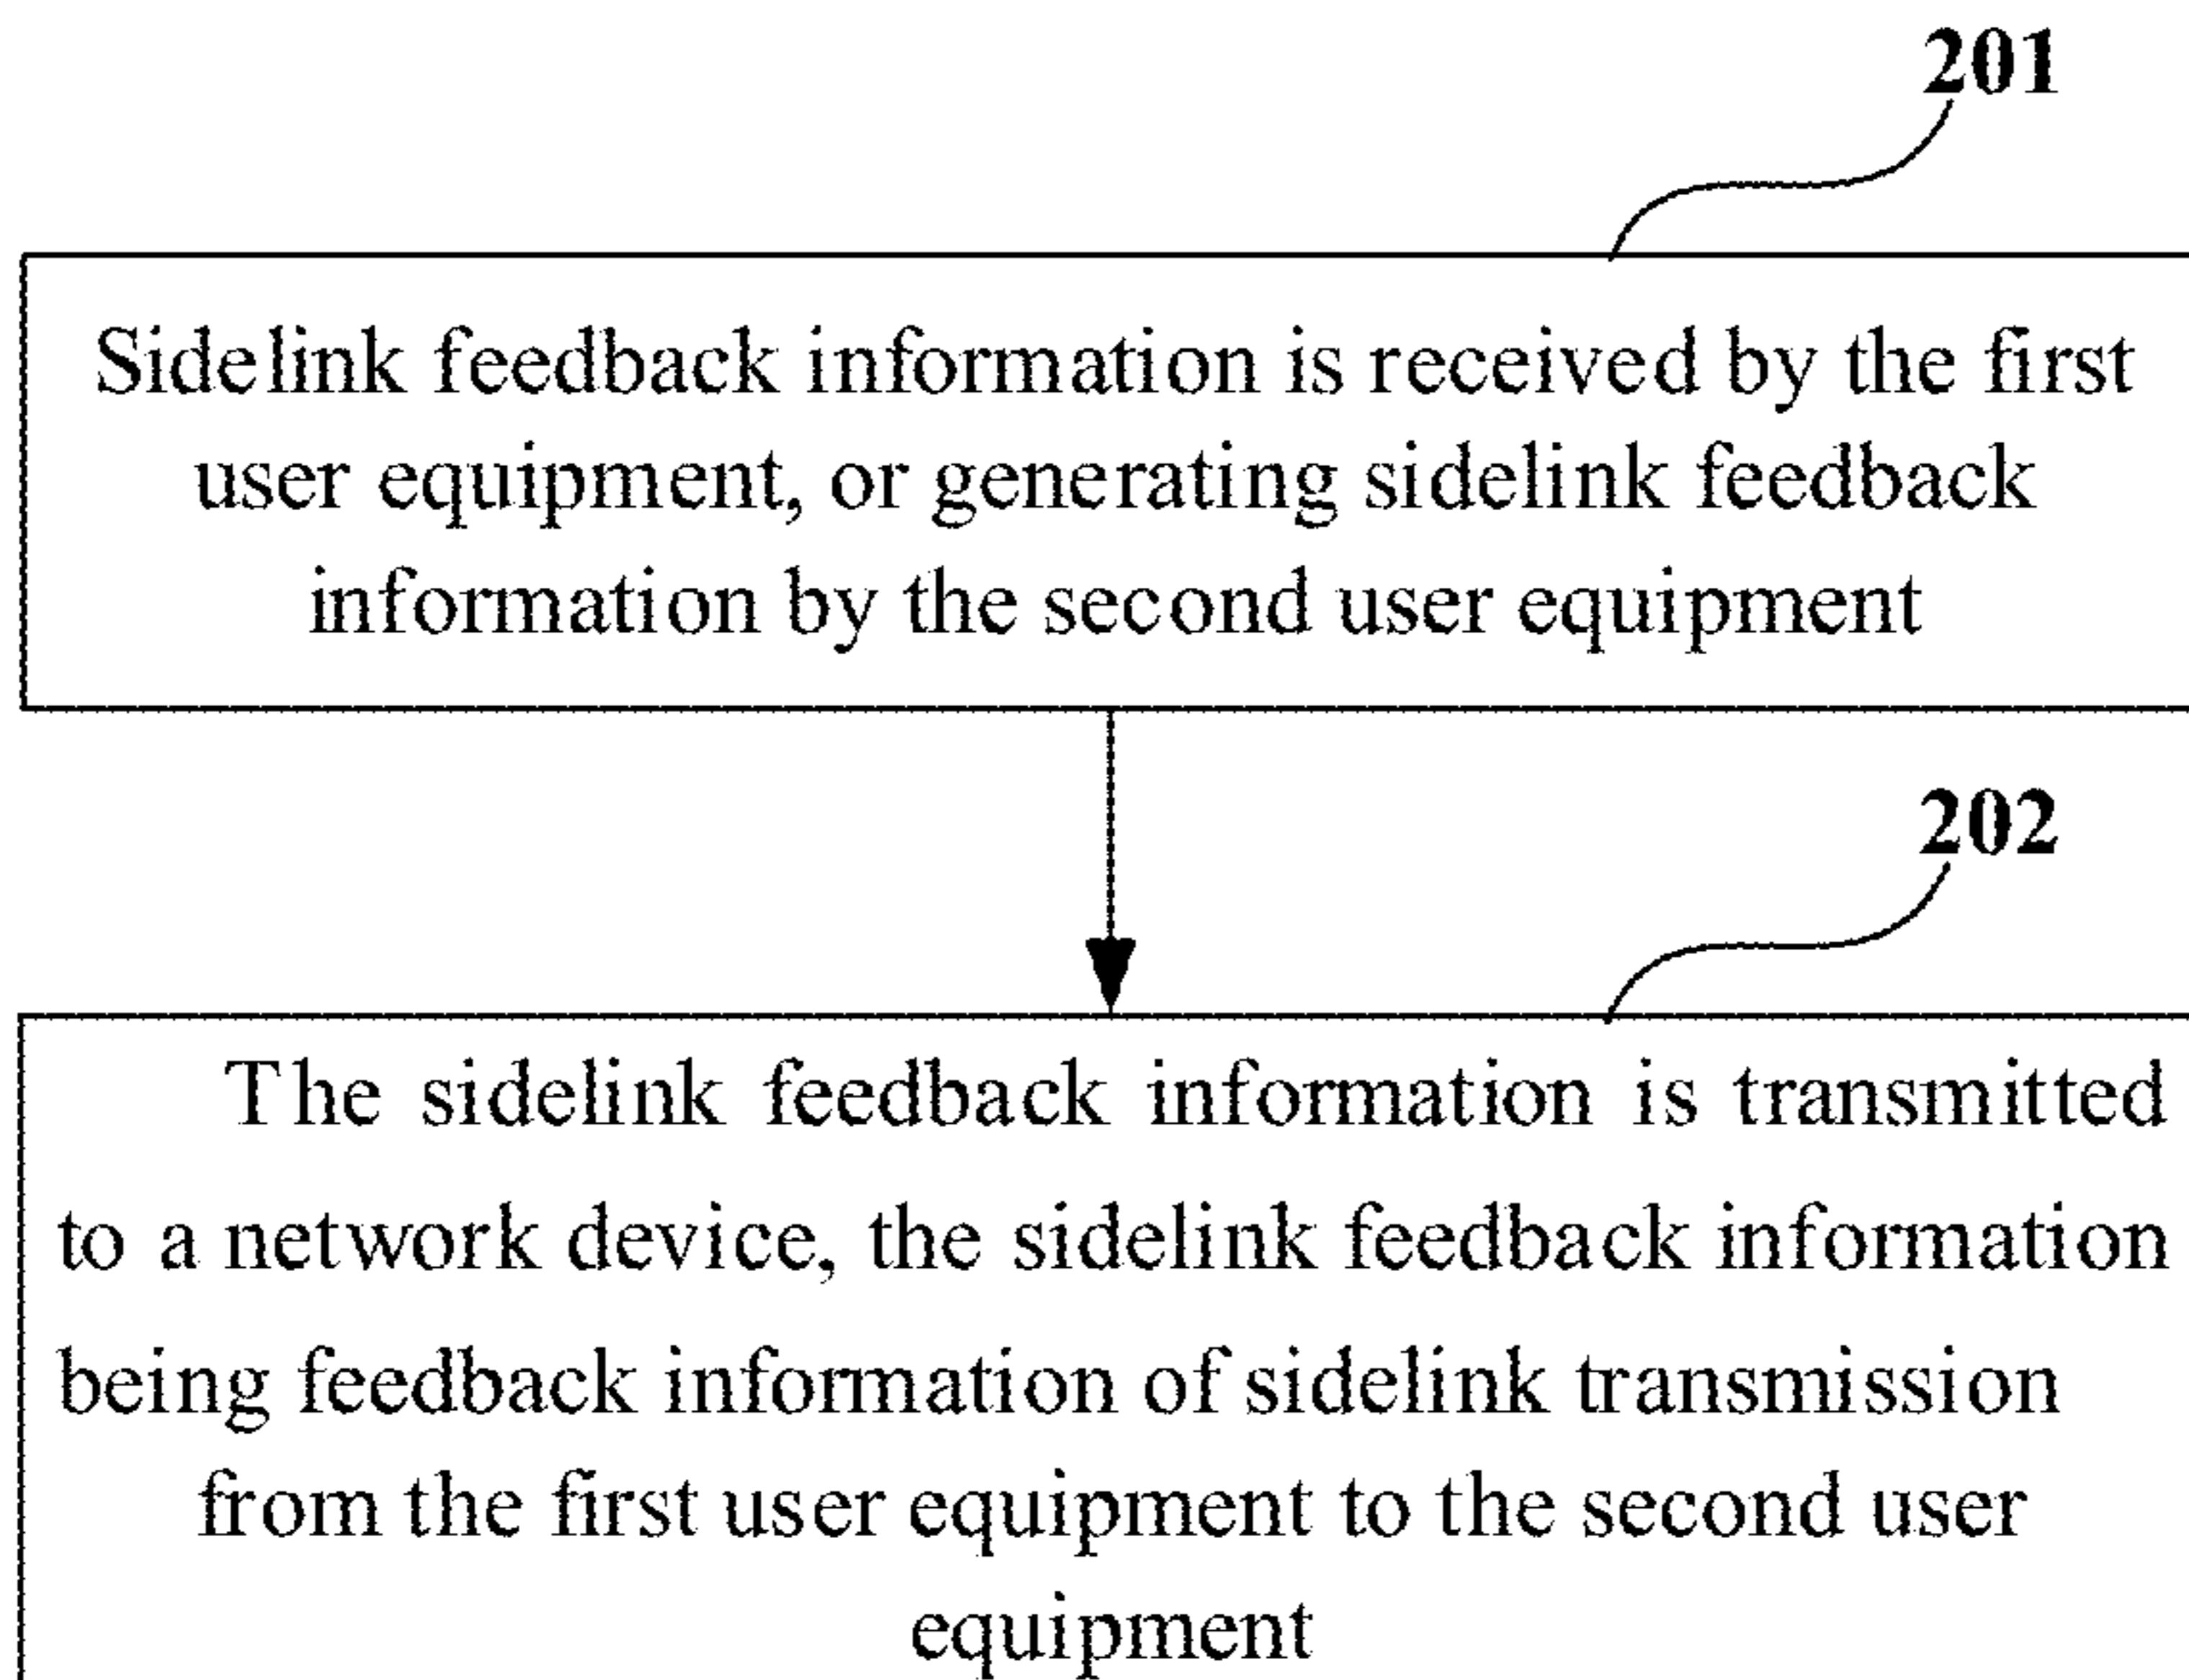 201
Sidelink feedback information is received by the first
user equipment, or generating sidelink feedback
information by the second user equipment
202
The sidelink feedback information is transmitted
to a network device, the sidelink feedback information
being feedback information of sidelink transmission
from the first user equipment to the second user
equipment